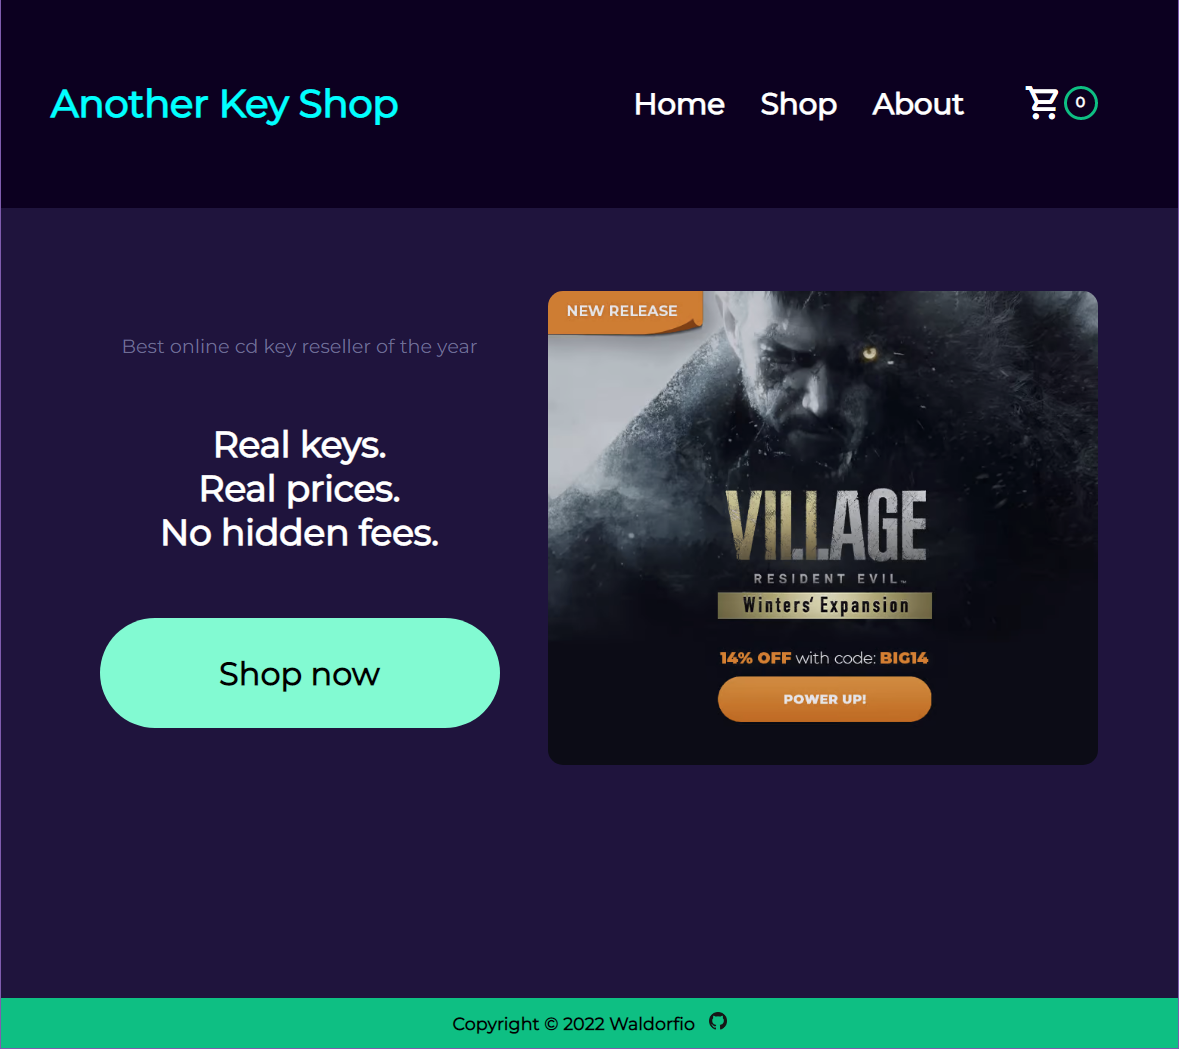 Another Key Shop
Home Shop About 0
Best online cd key reseller of the year
Real keys.
Real prices.
No hidden fees.
Shop now
NEW RELEASE
VILLAGE
RESIDENT EVIL™
Winters' Expansion
14% OFF with code: BIG14
POWER UP!
Copyright © 2022 Waldorfio